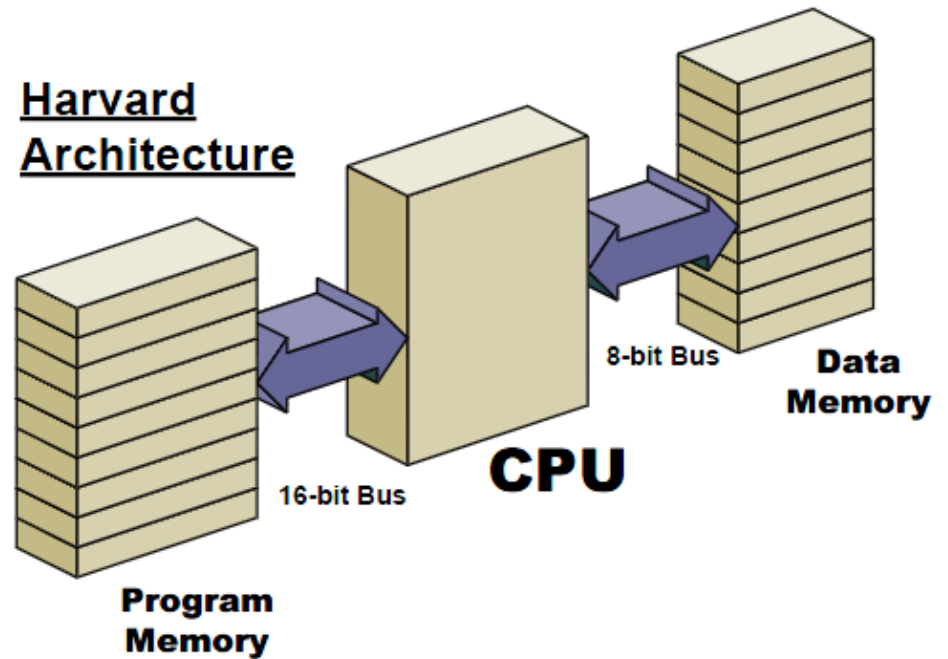 Harvard
Architecture
8-bit Bus
Data
Memory
CPU
16-bit Bus
Program
Memory